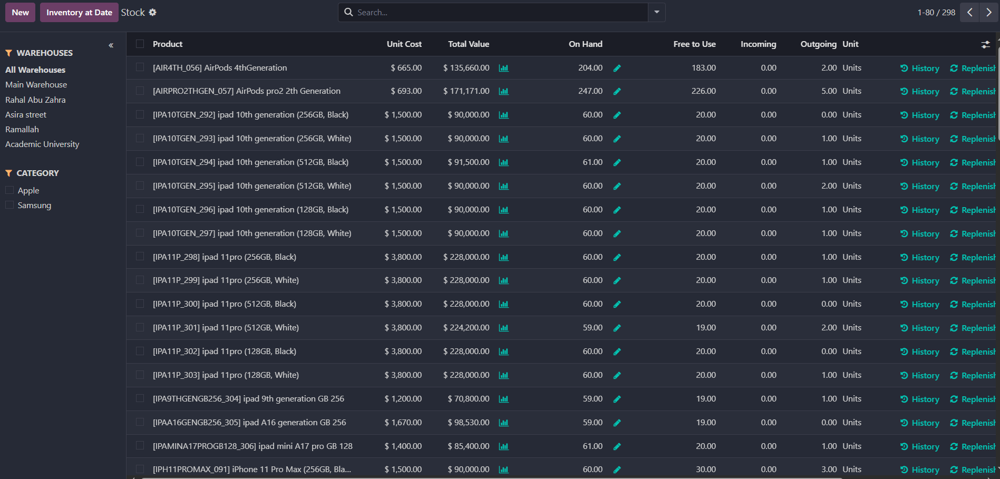 New Inventory at Date Stock Search... 1-80 / 298
WAREHOUSES
All Warehouses
Main Warehouse
Rahal Abu Zahra
Asira street
Ramallah
Academic University
CATEGORY
Apple
Samsung
Product Unit Cost Total Value On Hand Free to Use Incoming Outgoing Unit
[AIR4TH_056] AirPods 4thGeneration $ 665.00 $ 135,660.00 204.00 183.00 0.00 2.00 Units History Replenish
[AIRPRO2THGEN_057] AirPods pro2 2th Generation $ 693.00 $ 171,171.00 247.00 226.00 0.00 5.00 Units History Replenish
[IPA10TGEN_292] ipad 10th generation (256GB, Black) $ 1,500.00 $ 90,000.00 60.00 20.00 0.00 0.00 Units History Replenish
[IPA10TGEN_293] ipad 10th generation (256GB, White) $ 1,500.00 $ 90,000.00 60.00 20.00 0.00 1.00 Units History Replenish
[IPA10TGEN_294] ipad 10th generation (512GB, Black) $ 1,500.00 $ 91,500.00 61.00 20.00 0.00 1.00 Units History Replenish
[IPA10TGEN_295] ipad 10th generation (512GB, White) $ 1,500.00 $ 90,000.00 60.00 20.00 0.00 2.00 Units History Replenish
[IPA10TGEN_296] ipad 10th generation (128GB, Black) $ 1,500.00 $ 90,000.00 60.00 20.00 0.00 1.00 Units History Replenish
[IPA10TGEN_297] ipad 10th generation (128GB, White) $ 1,500.00 $ 90,000.00 60.00 20.00 0.00 1.00 Units History Replenish
[IPA11P_298] ipad 11pro (256GB, Black) $ 3,800.00 $ 228,000.00 60.00 20.00 0.00 1.00 Units History Replenish
[IPA11P_299] ipad 11pro (256GB, White) $ 3,800.00 $ 228,000.00 60.00 20.00 0.00 1.00 Units History Replenish
[IPA11P_300] ipad 11pro (512GB, Black) $ 3,800.00 $ 228,000.00 60.00 20.00 0.00 0.00 Units History Replenish
[IPA11P_301] ipad 11pro (512GB, White) $ 3,800.00 $ 224,200.00 59.00 19.00 0.00 2.00 Units History Replenish
[IPA11P_302] ipad 11pro (128GB, Black) $ 3,800.00 $ 228,000.00 60.00 20.00 0.00 0.00 Units History Replenish
[IPA11P_303] ipad 11pro (128GB, White) $ 3,800.00 $ 228,000.00 60.00 20.00 0.00 1.00 Units History Replenish
[IPA9THGENGB256_304] ipad 9th generation GB 256 $ 1,200.00 $ 70,800.00 59.00 19.00 0.00 1.00 Units History Replenish
[IPAA16GENGB256_305] ipad A16 generation GB 256 $ 1,670.00 $ 98,530.00 59.00 19.00 0.00 0.00 Units History Replenish
[IPAMINA17PROGB128_306] ipad mini A17 pro GB 128 $ 1,400.00 $ 85,400.00 61.00 20.00 0.00 1.00 Units History Replenish
[IPH11PROMAX_091] iPhone 11 Pro Max (256GB, Bla... $ 1,500.00 $ 90,000.00 60.00 30.00 0.00 3.00 Units History Replenish